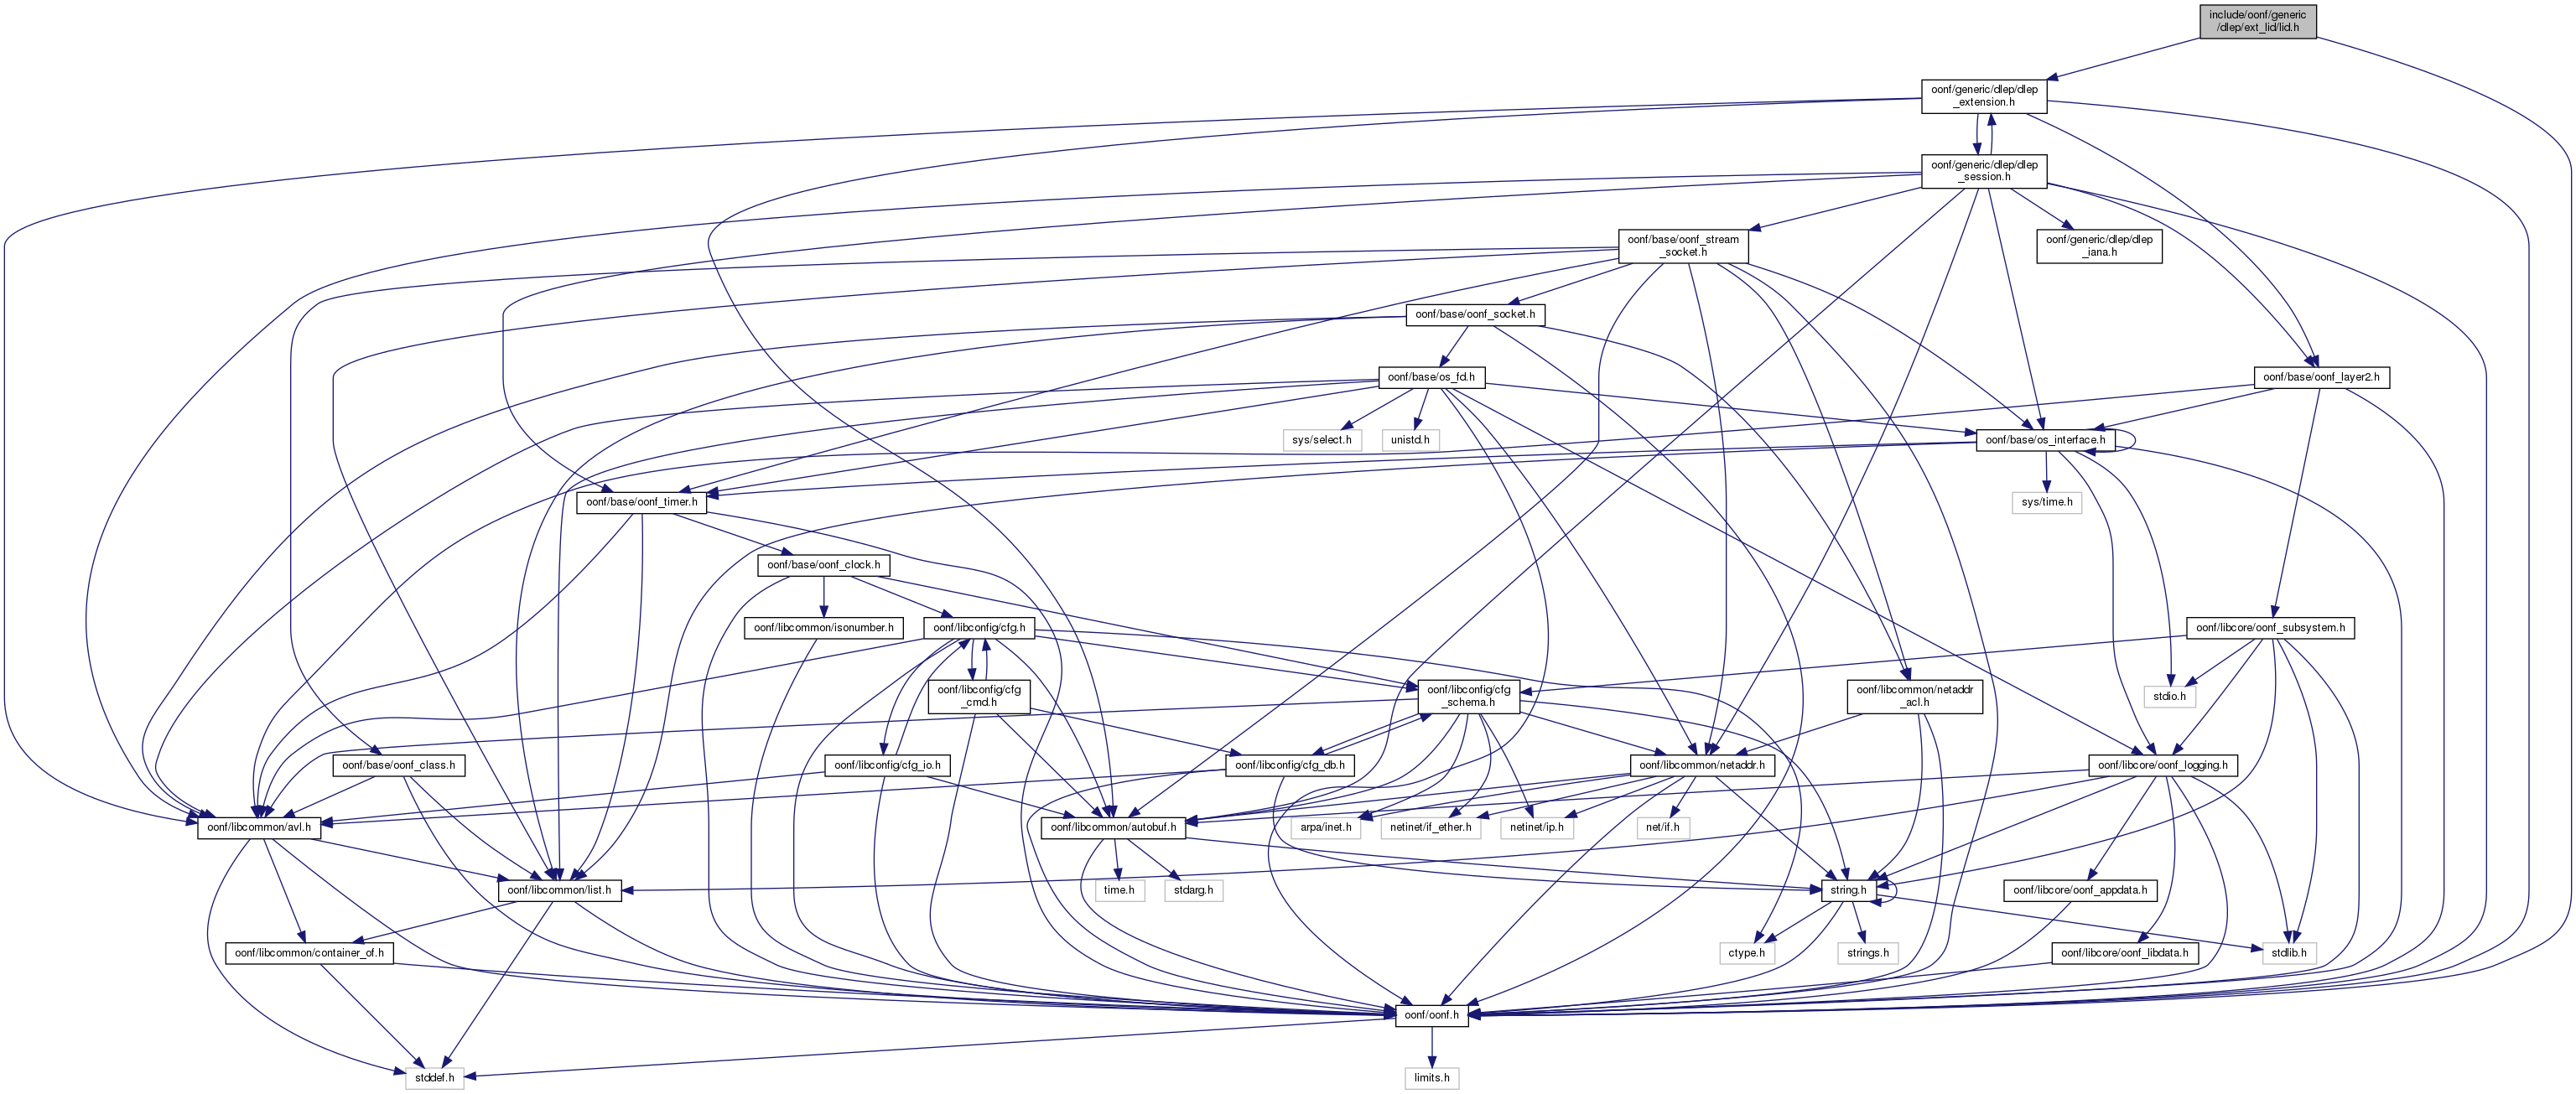 include/oonf/generic
/dlep/ext_lid/lid.h
oonf/generic/dlep/dlep
_extension.h
oonf/generic/dlep/dlep
_session.h
oonf/base/oonf_stream
_socket.h
oonf/generic/dlep/dlep
_iana.h
oonf/base/oonf_socket.h
oonf/base/os_fd.h
oonf/base/oonf_layer2.h
sys/select.h
unistd.h
oonf/base/os_interface.h
oonf/base/oonf_timer.h
sys/time.h
oonf/base/oonf_clock.h
oonf/libcommon/isonumber.h
oonf/libconfig/cfg.h
oonf/libcore/oonf_subsystem.h
oonf/libconfig/cfg
_cmd.h
oonf/libconfig/cfg
_schema.h
oonf/libcommon/netaddr
_acl.h
stdio.h
oonf/base/oonf_class.h
oonf/libconfig/cfg_io.h
oonf/libconfig/cfg_db.h
oonf/libcommon/netaddr.h
oonf/libcore/oonf_logging.h
oonf/libcommon/avl.h
oonf/libcommon/autobuf.h
arpa/inet.h
netinet/if_ether.h
netinet/ip.h
net/if.h
oonf/libcommon/list.h
time.h
stdarg.h
string.h
oonf/libcore/oonf_appdata.h
oonf/libcommon/container_of.h
ctype.h
strings.h
oonf/libcore/oonf_libdata.h
stdlib.h
oonf/oonf.h
stddef.h
limits.h